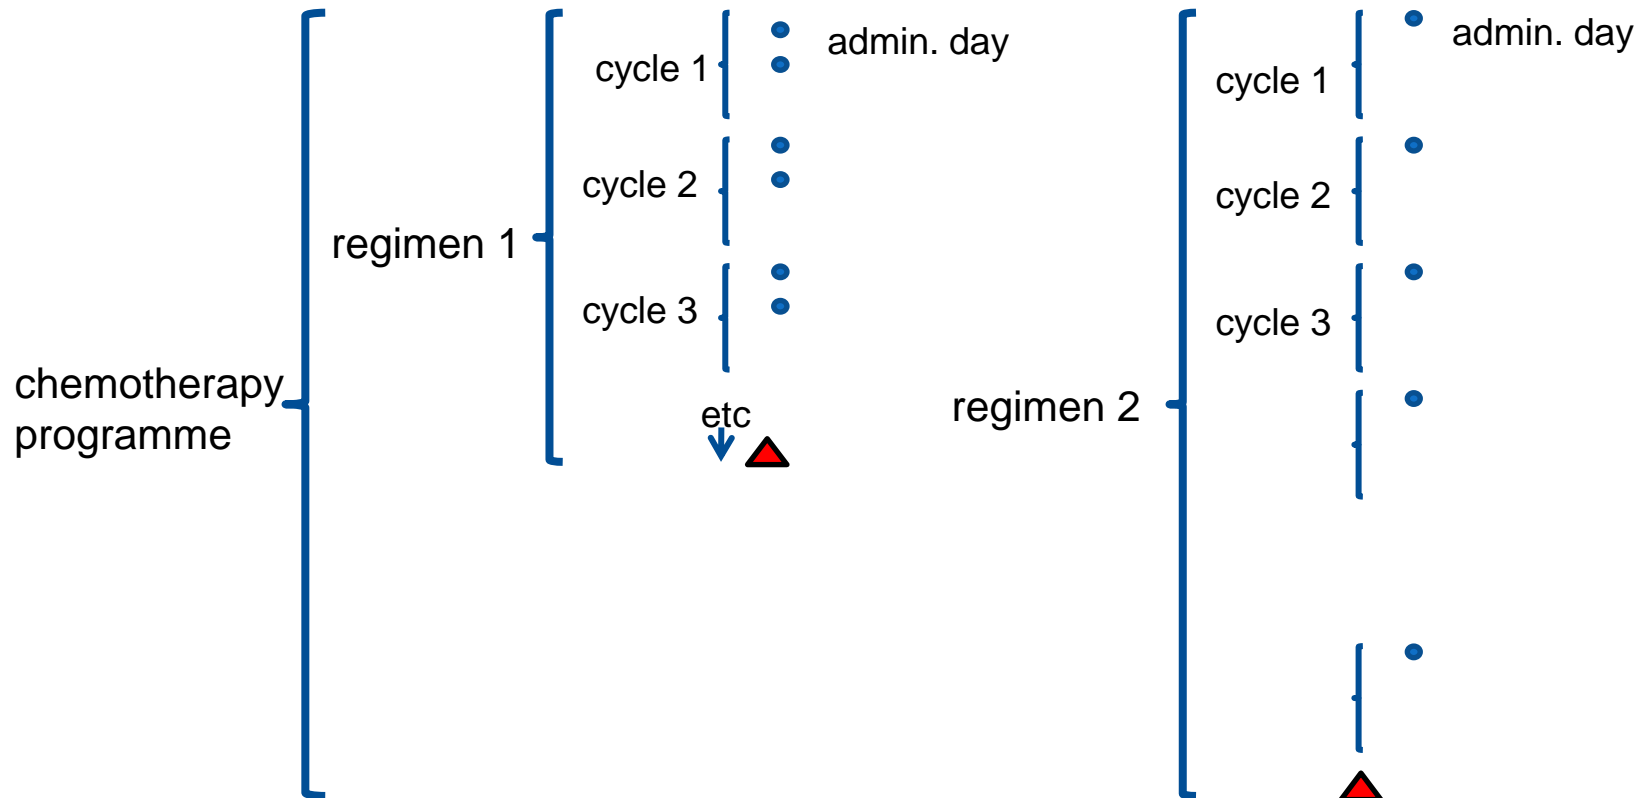 admin. day
cycle 1
cycle 2
regimen 1
cycle 3
etc
chemotherapy
programme
admin. day
cycle 1
cycle 2
cycle 3
regimen 2